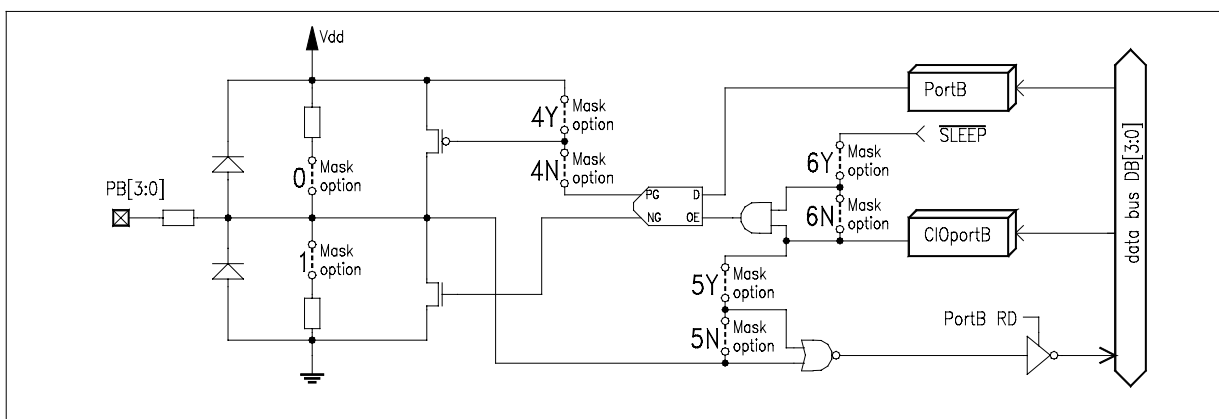 Vdd
4Y
Mask
option
PortB
SLEEP
6Y
Mask
option
0
Mask
option
4N
Mask
option
PB[3:0]
PG
D
NG
OE
6N
Mask
option
CIOportB
data bus DB[3:0]
1
Mask
option
5Y
Mask
option
5N
Mask
option
PortB RD